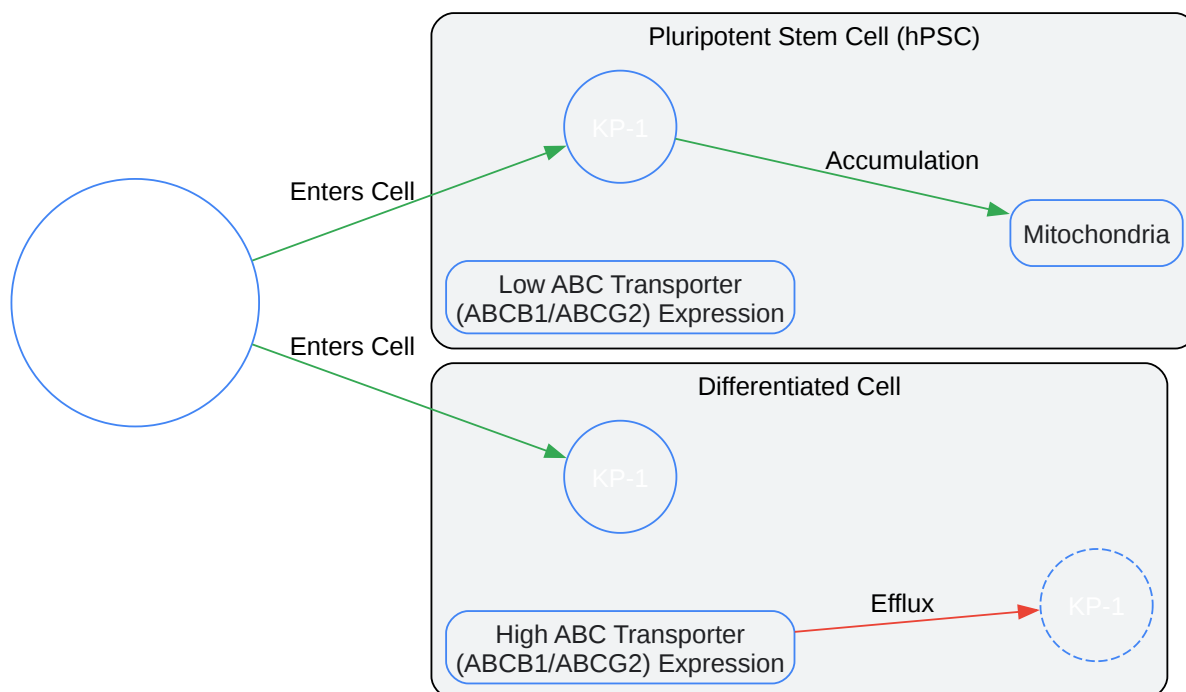 Pluripotent Stem Cell (hPSC)
KP-1
Accumulation
Enters Cell
Mitochondria
Low ABC Transporter
(ABCB1/ABCG2) Expression
Enters Cell
Differentiated Cell
KP-1
Efflux
KP-1
High ABC Transporter
(ABCB1/ABCG2) Expression